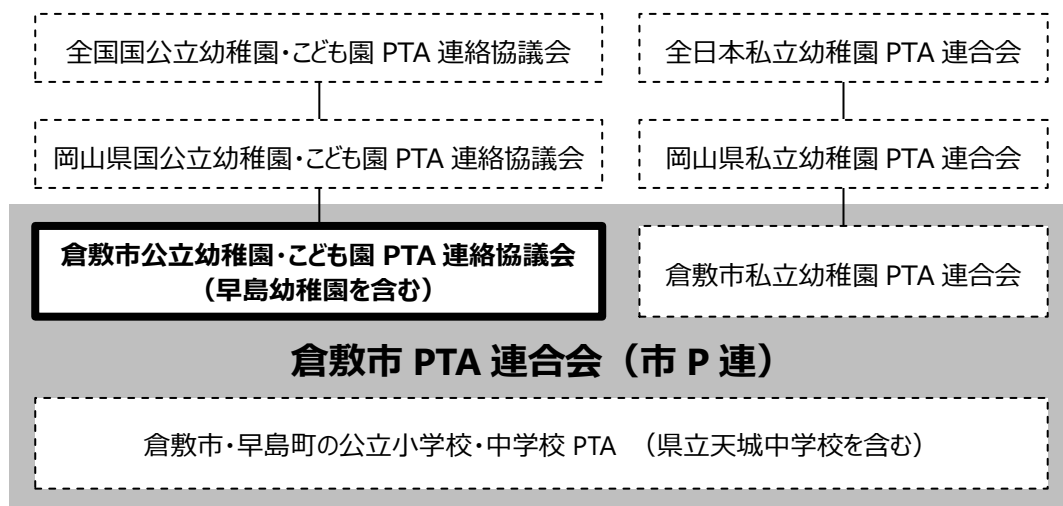 全国国公立幼稚園・こども園 PTA 連絡協議会
全日本私立幼稚園 PTA 連合会
岡山県国公立幼稚園・こども園 PTA 連絡協議会
岡山県私立幼稚園 PTA 連合会
倉敷市公立幼稚園・こども園 PTA 連絡協議会
（早島幼稚園を含む）
倉敷市私立幼稚園 PTA 連合会
倉敷市 PTA 連合会（市 P 連）
倉敷市・早島町の公立小学校・中学校 PTA （県立天城中学校を含む）